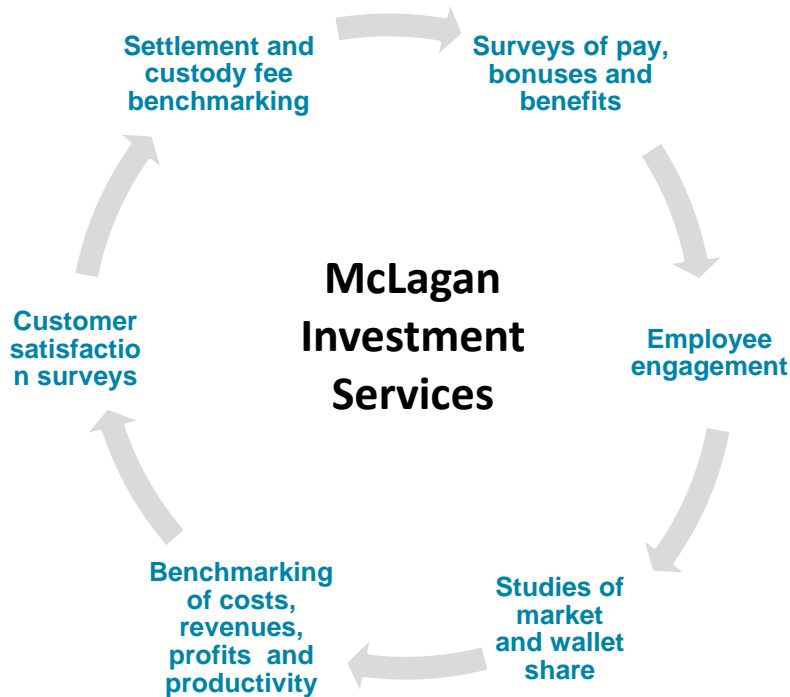 Settlement and
custody fee
benchmarking
Surveys of pay,
bonuses and
benefits
Employee
engagement
Studies of
market
and wallet
share
Benchmarking
of costs,
revenues,
profits and
productivity
Customer
satisfactio
n surveys
McLagan
Investment
Services